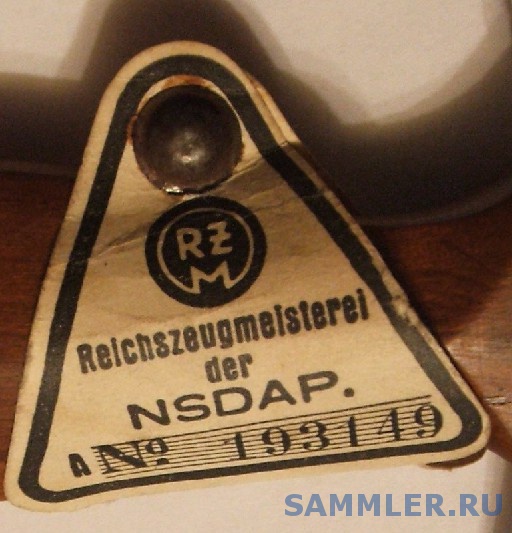 RZ
M
Reichszeugmeisterei
der
NSDAP.
A No 193149
SAMMLER.RU